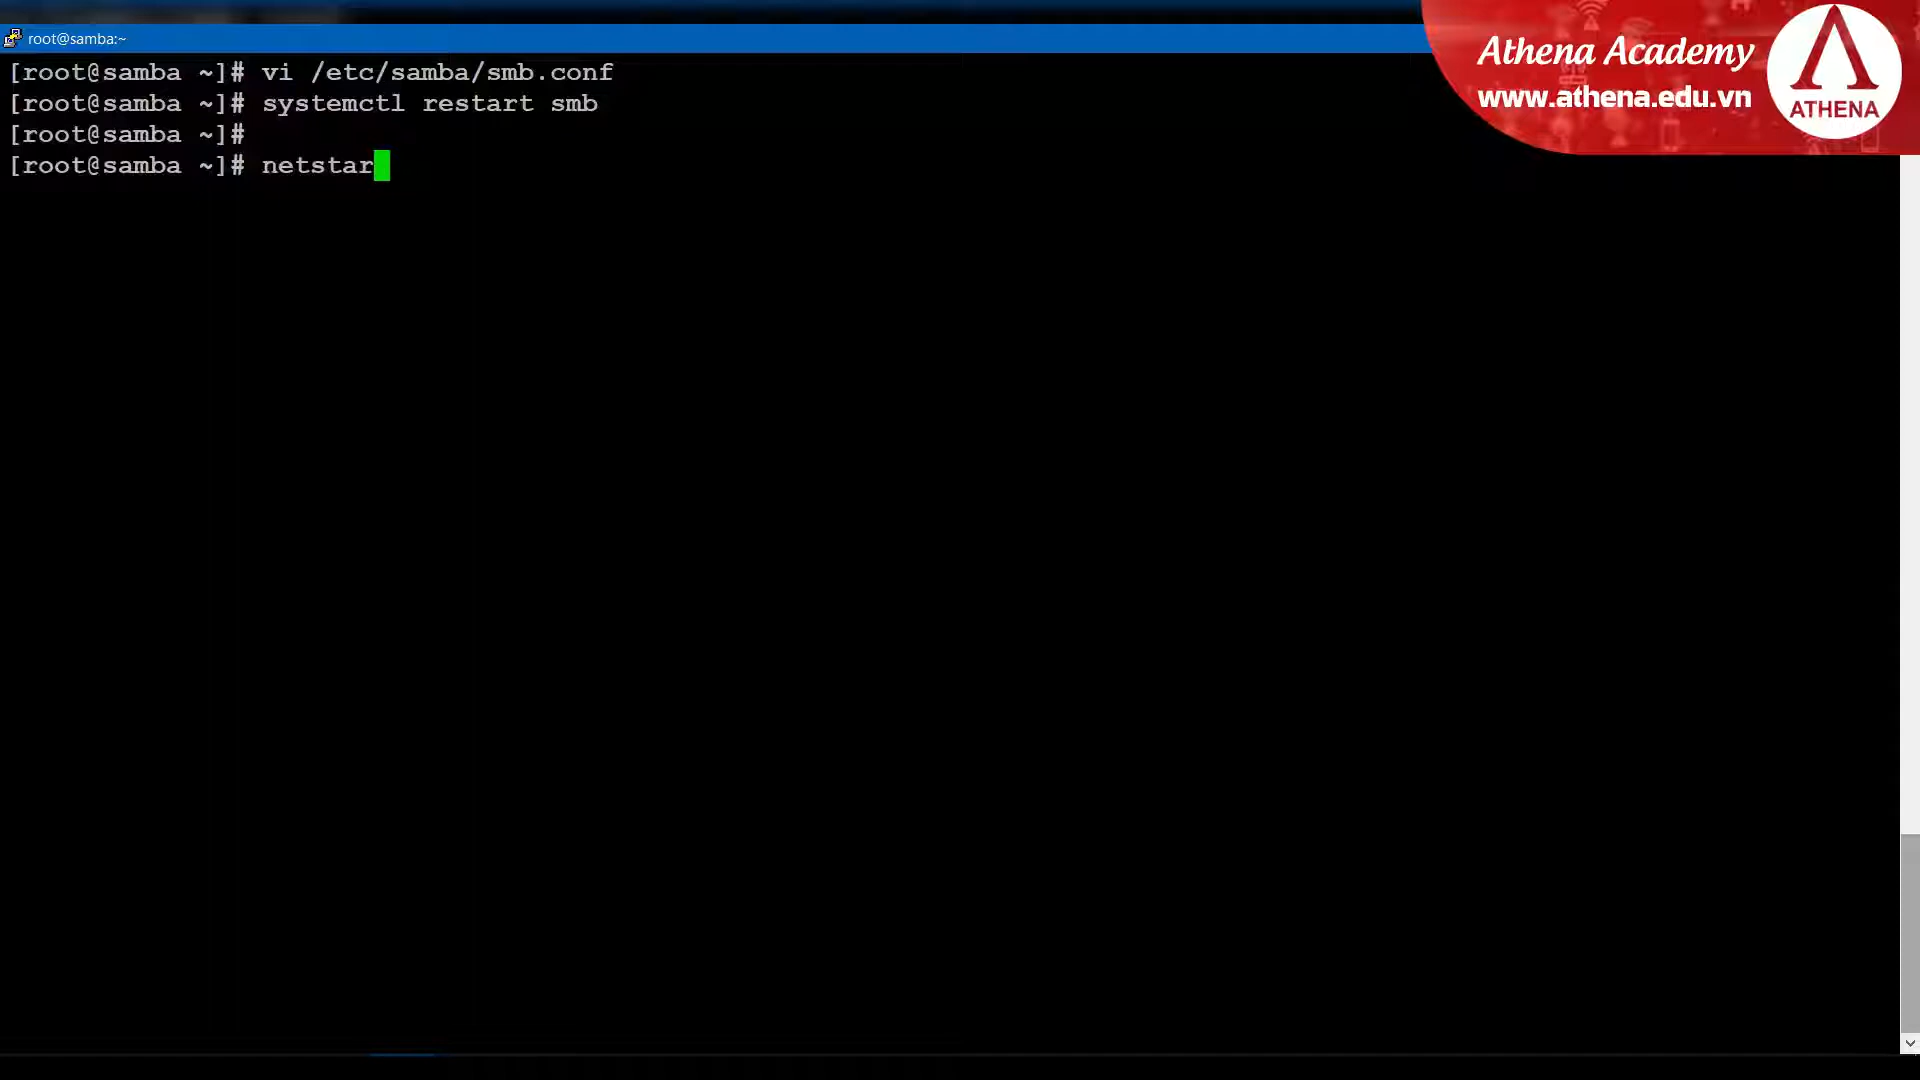 root@samba:~
Athena Academy
www.athena.edu.vn
ATHENA
[root@samba ~]# vi /etc/samba/smb.conf
[root@samba ~]# systemctl restart smb
[root@samba ~]#
[root@samba ~]# netstar